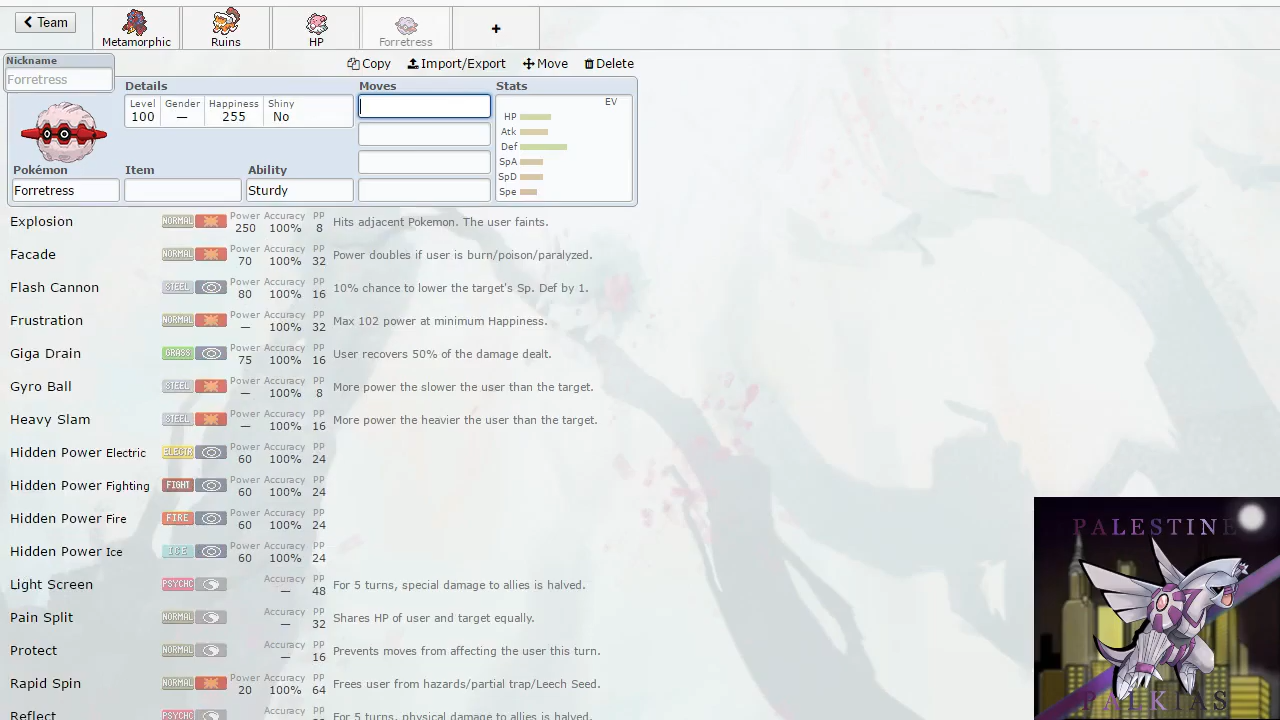 Team
Metamorphic
Ruins
HP
Forretress
+
Nickname
Forretress
Copy Import/Export Move Delete
Details
Moves
Stats
Level Gender Happiness Shiny
100 — 255 No
EV
HP
Atk
Def
SpA
SpD
Spe
Pokémon Item Ability
Forretress Sturdy
Explosion NORMAL Power 250 Accuracy 100% PP 8 Hits adjacent Pokemon. The user faints.
Facade NORMAL Power 70 Accuracy 100% PP 32 Power doubles if user is burn/poison/paralyzed.
Flash Cannon STEEL Power 80 Accuracy 100% PP 16 10% chance to lower the target's Sp. Def by 1.
Frustration NORMAL Power — Accuracy 100% PP 32 Max 102 power at minimum Happiness.
Giga Drain GRASS Power 75 Accuracy 100% PP 16 User recovers 50% of the damage dealt.
Gyro Ball STEEL Power — Accuracy 100% PP 8 More power the slower the user than the target.
Heavy Slam STEEL Power — Accuracy 100% PP 16 More power the heavier the user than the target.
Hidden Power Electric ELECTR Power 60 Accuracy 100% PP 24
Hidden Power Fighting FIGHT Power 60 Accuracy 100% PP 24
Hidden Power Fire FIRE Power 60 Accuracy 100% PP 24
Hidden Power Ice ICE Power 60 Accuracy 100% PP 24
Light Screen PSYCHC Accuracy — PP 48 For 5 turns, special damage to allies is halved.
Pain Split NORMAL Accuracy — PP 32 Shares HP of user and target equally.
Protect NORMAL Accuracy — PP 16 Prevents moves from affecting the user this turn.
Rapid Spin NORMAL Power 20 Accuracy 100% PP 64 Frees user from hazards/partial trap/Leech Seed.
Reflect PSYCHC Accuracy PP For 5 turns, physical damage to allies is halved.
PALESTINE
PALKIAS